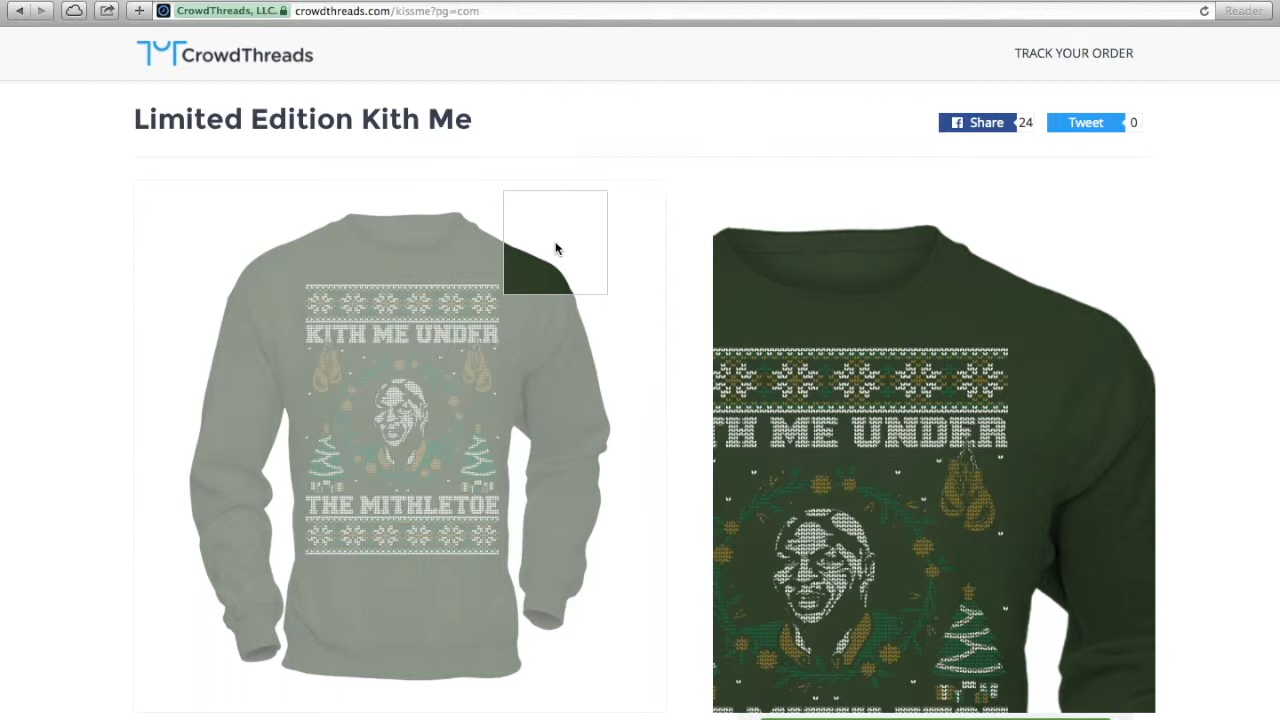 CrowdThreads, LLC.
crowdthreads.com/kissme?pg=com
Reader
CrowdThreads
TRACK YOUR ORDER
Limited Edition Kith Me
Share 24
Tweet 0
KITH ME UNDER
THE MITHLETOE
TH ME UNDER